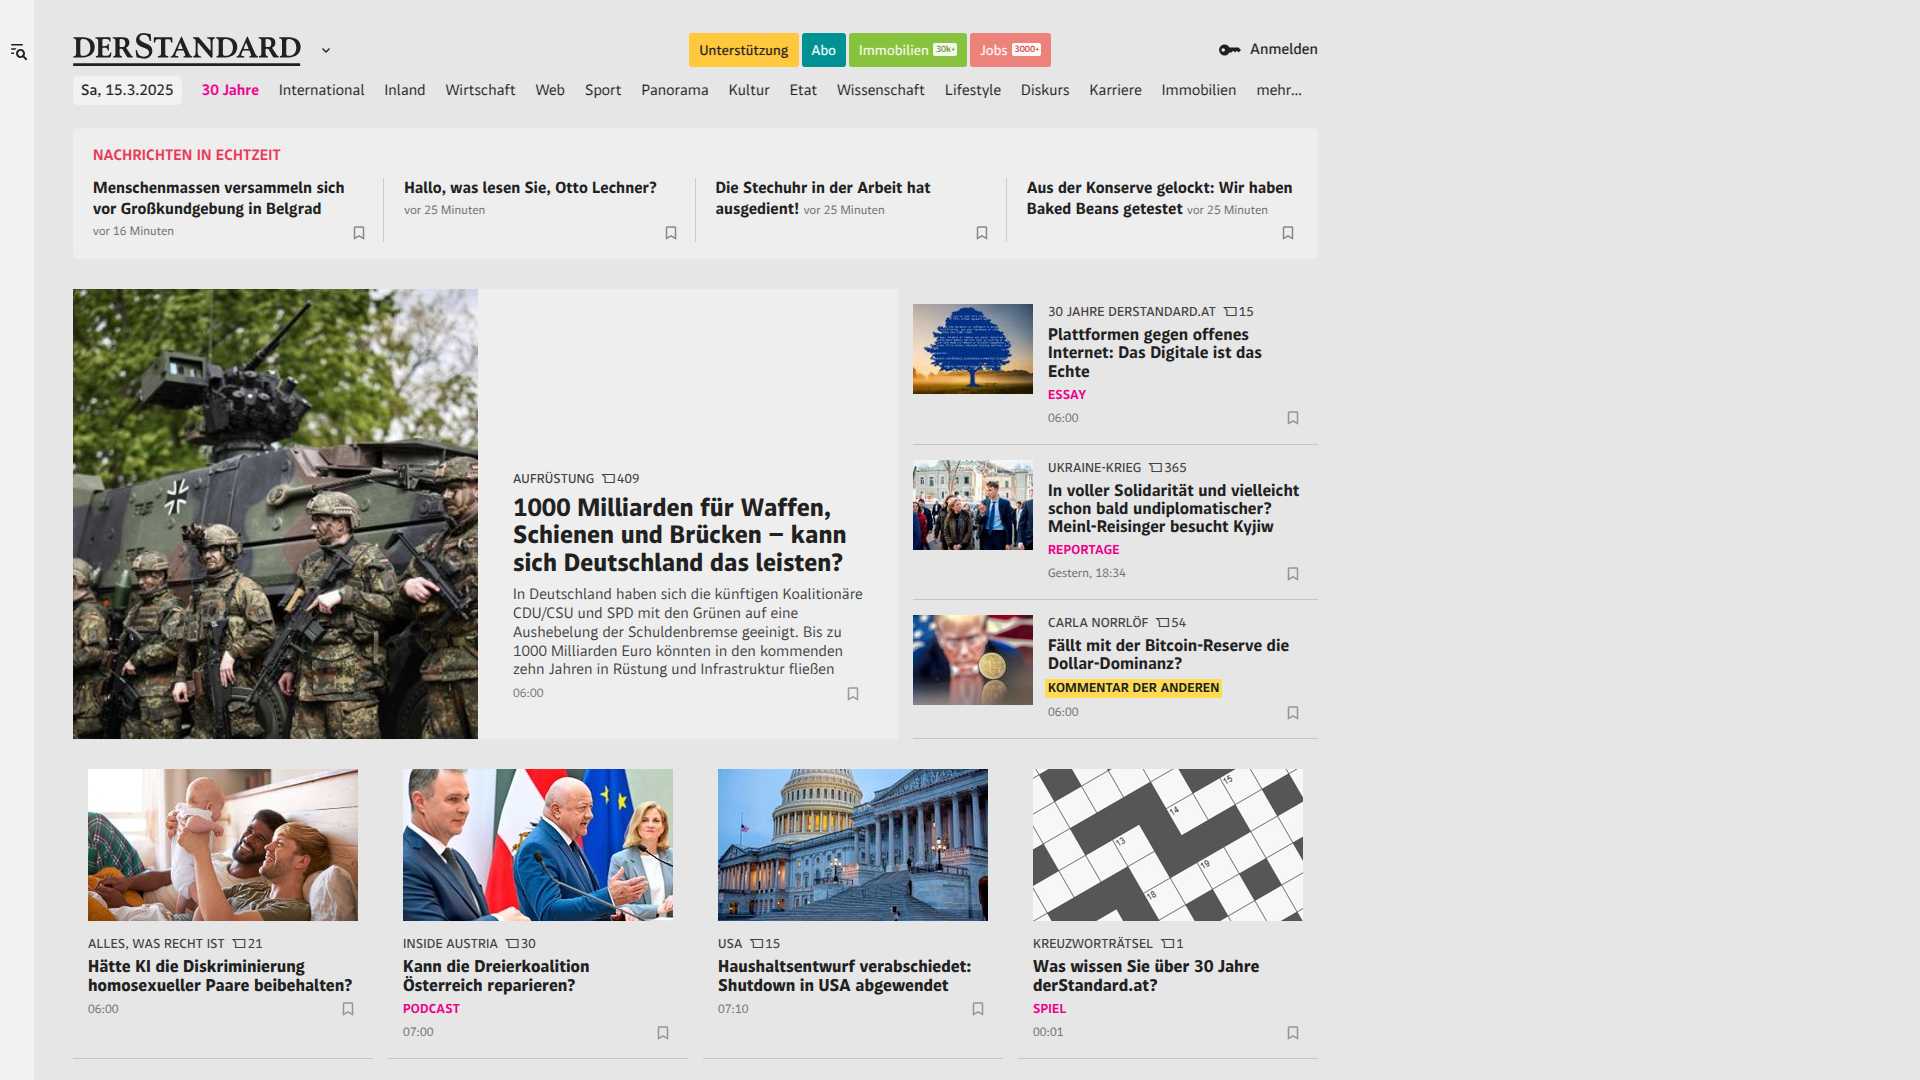 DERSTANDARD
Unterstützung
Abo
Immobilien 30k+
Jobs 3000+
Anmelden
Sa, 15.3.2025
30 Jahre
International
Inland
Wirtschaft
Web
Sport
Panorama
Kultur
Etat
Wissenschaft
Lifestyle
Diskurs
Karriere
Immobilien
mehr...
NACHRICHTEN IN ECHTZEIT
Menschenmassen versammeln sich
vor Großkundgebung in Belgrad
vor 16 Minuten
Hallo, was lesen Sie, Otto Lechner?
vor 25 Minuten
Die Stechuhr in der Arbeit hat
ausgedient! vor 25 Minuten
Aus der Konserve gelockt: Wir haben
Baked Beans getestet vor 25 Minuten
AUFRÜSTUNG 409
1000 Milliarden für Waffen,
Schienen und Brücken – kann
sich Deutschland das leisten?
In Deutschland haben sich die künftigen Koalitionäre
CDU/CSU und SPD mit den Grünen auf eine
Aushebelung der Schuldenbremse geeinigt. Bis zu
1000 Milliarden Euro könnten in den kommenden
zehn Jahren in Rüstung und Infrastruktur fließen
06:00
30 JAHRE DERSTANDARD.AT 15
Plattformen gegen offenes
Internet: Das Digitale ist das
Echte
ESSAY
06:00
UKRAINE-KRIEG 365
In voller Solidarität und vielleicht
schon bald undiplomatischer?
Meinl-Reisinger besucht Kyjiw
REPORTAGE
Gestern, 18:34
CARLA NORRLÖF 54
Fällt mit der Bitcoin-Reserve die
Dollar-Dominanz?
KOMMENTAR DER ANDEREN
06:00
ALLES, WAS RECHT IST 21
Hätte KI die Diskriminierung
homosexueller Paare beibehalten?
06:00
INSIDE AUSTRIA 30
Kann die Dreierkoalition
Österreich reparieren?
PODCAST
07:00
USA 15
Haushaltsentwurf verabschiedet:
Shutdown in USA abgewendet
07:10
15
14
13
19
18
KREUZWORTRÄTSEL 1
Was wissen Sie über 30 Jahre
derStandard.at?
SPIEL
00:01